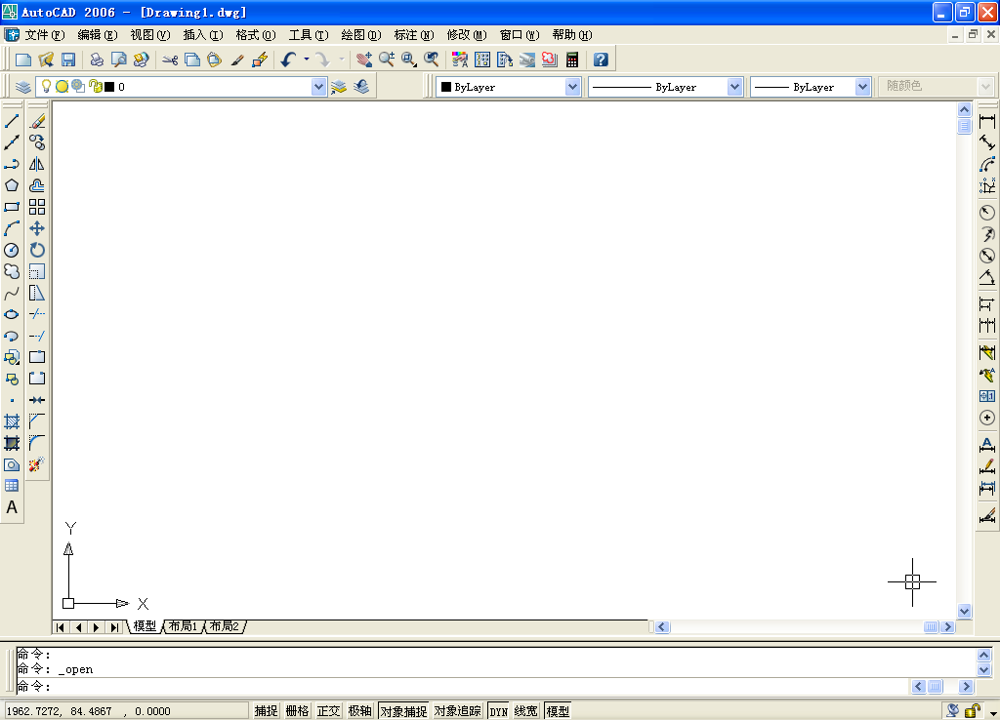 AutoCAD 2006 - [Drawing1.dwg]
文件(F) 编辑(E) 视图(V) 插入(I) 格式(O) 工具(T) 绘图(D) 标注(N) 修改(M) 窗口(W) 帮助(H)
0 ByLayer ByLayer ByLayer 随颜色
A
Y
X
模型 布局1 布局2
命令:
命令: _open
命令:
1962.7272, 84.4867 , 0.0000 捕捉 栅格 正交 极轴 对象捕捉 对象追踪 DYN 线宽 模型